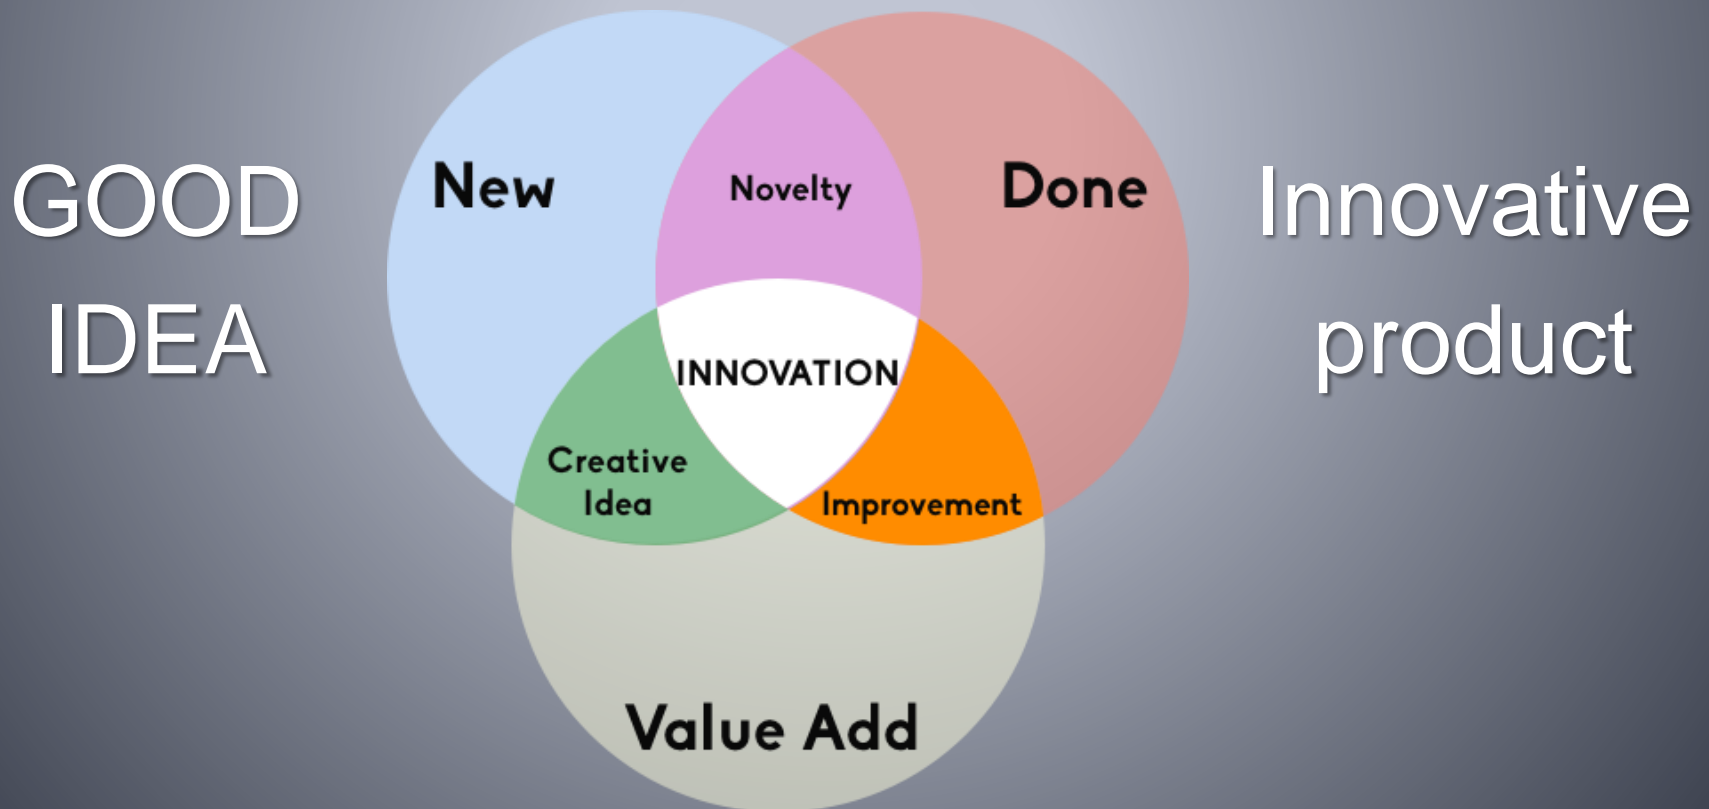 GOOD
IDEA
New
Novelty
Done
INNOVATION
Creative
Idea
Improvement
Value Add
Innovative
product